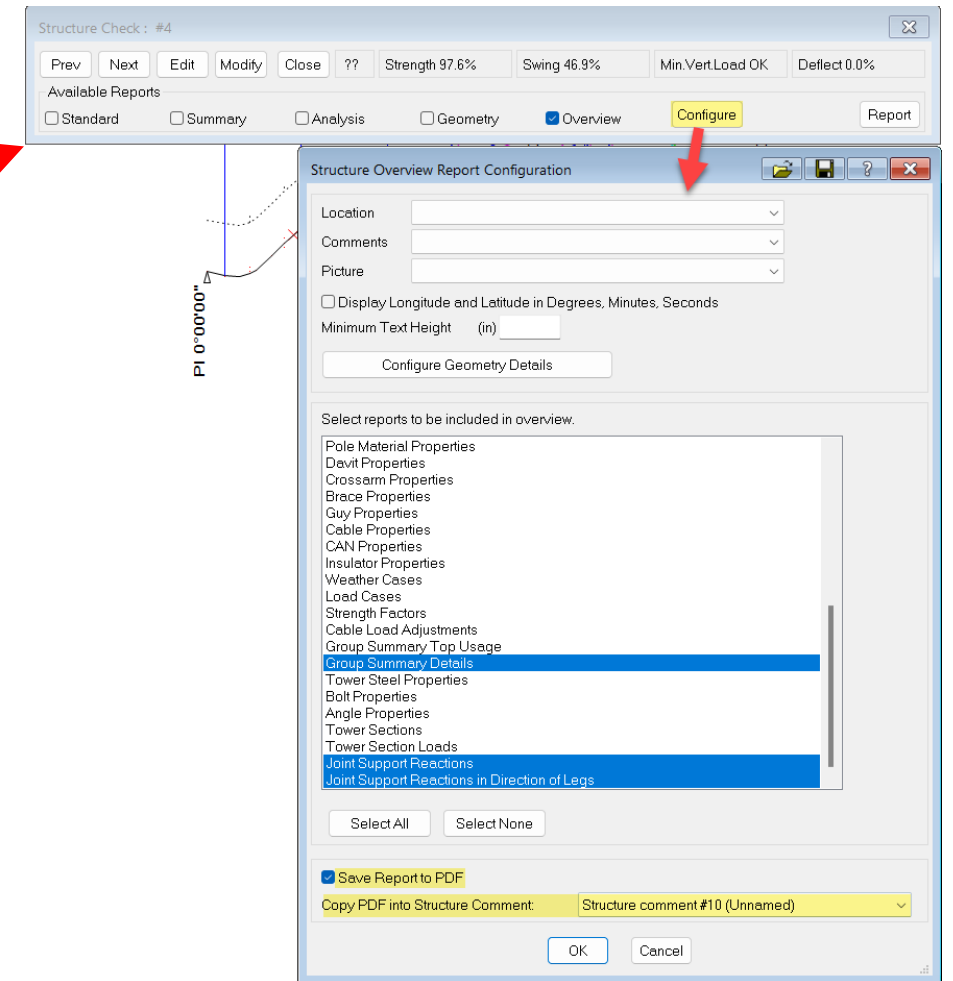 Structure Check : #4
Prev Next Edit Modify Close ?? Strength 97.6% Swing 46.9% Min.Vert.Load OK Deflect 0.0%
Available Reports
Standard Summary Analysis Geometry Overview Configure Report
Structure Overview Report Configuration ?
Location
Comments
Picture
Display Longitude and Latitude in Degrees, Minutes, Seconds
Minimum Text Height (in)
Configure Geometry Details
PI 0°00'00"
Select reports to be included in overview.
Pole Material Properties
Davit Properties
Crossarm Properties
Brace Properties
Guy Properties
Cable Properties
CAN Properties
Insulator Properties
Weather Cases
Load Cases
Strength Factors
Cable Load Adjustments
Group Summary Top Usage
Group Summary Details
Tower Steel Properties
Bolt Properties
Angle Properties
Tower Sections
Tower Section Loads
Joint Support Reactions
Joint Support Reactions in Direction of Legs
Select All Select None
Save Report to PDF
Copy PDF into Structure Comment: Structure comment #10 (Unnamed)
OK Cancel